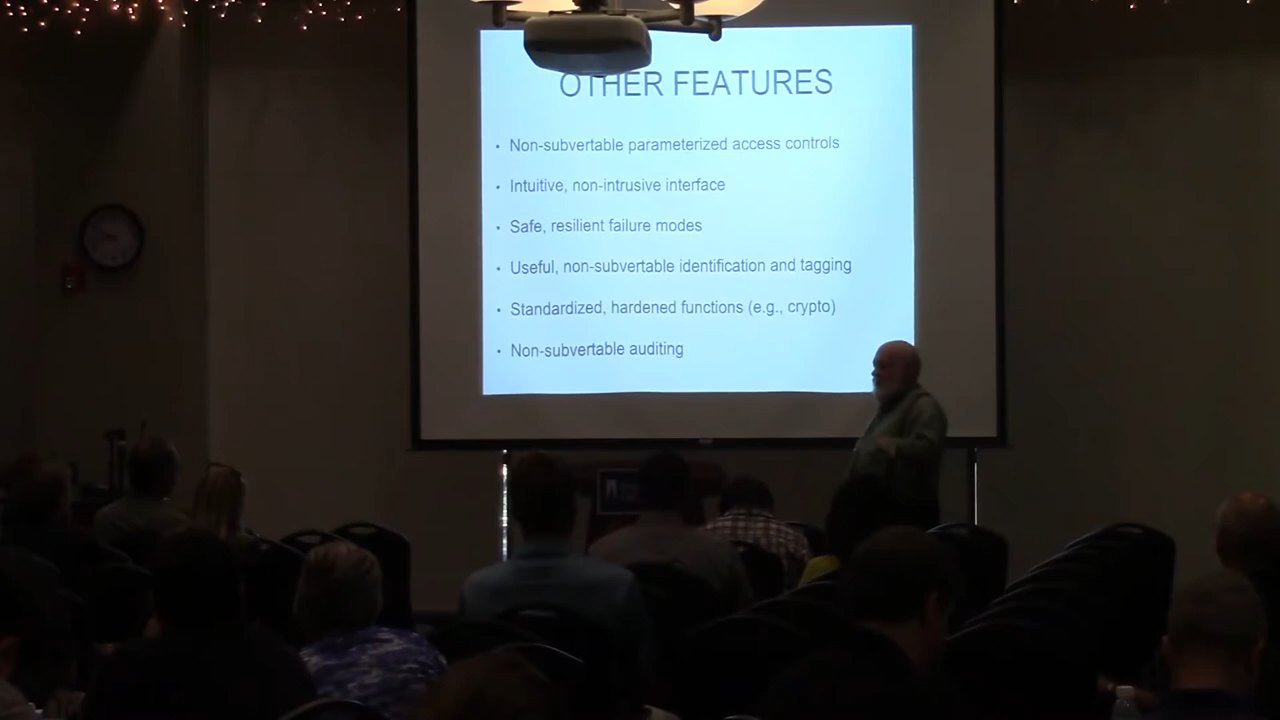 OTHER FEATURES
• Non-subvertable parameterized access controls
• Intuitive, non-intrusive interface
• Safe, resilient failure modes
• Useful, non-subvertable identification and tagging
• Standardized, hardened functions (e.g., crypto)
• Non-subvertable auditing